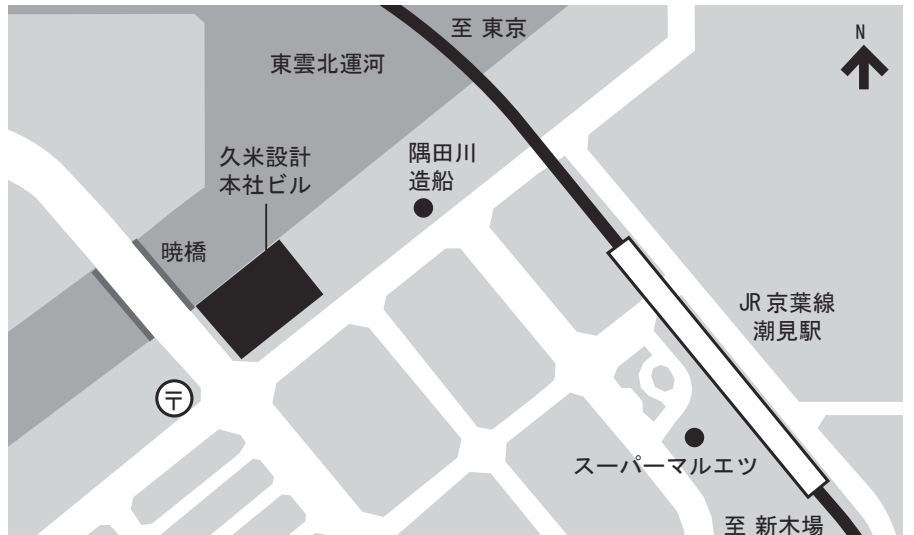 至 東京
N
東雲北運河
久米設計
本社ビル
隅田川
造船
暁橋
JR京葉線
潮見駅
〒
スーパーマルエツ
至 新木場